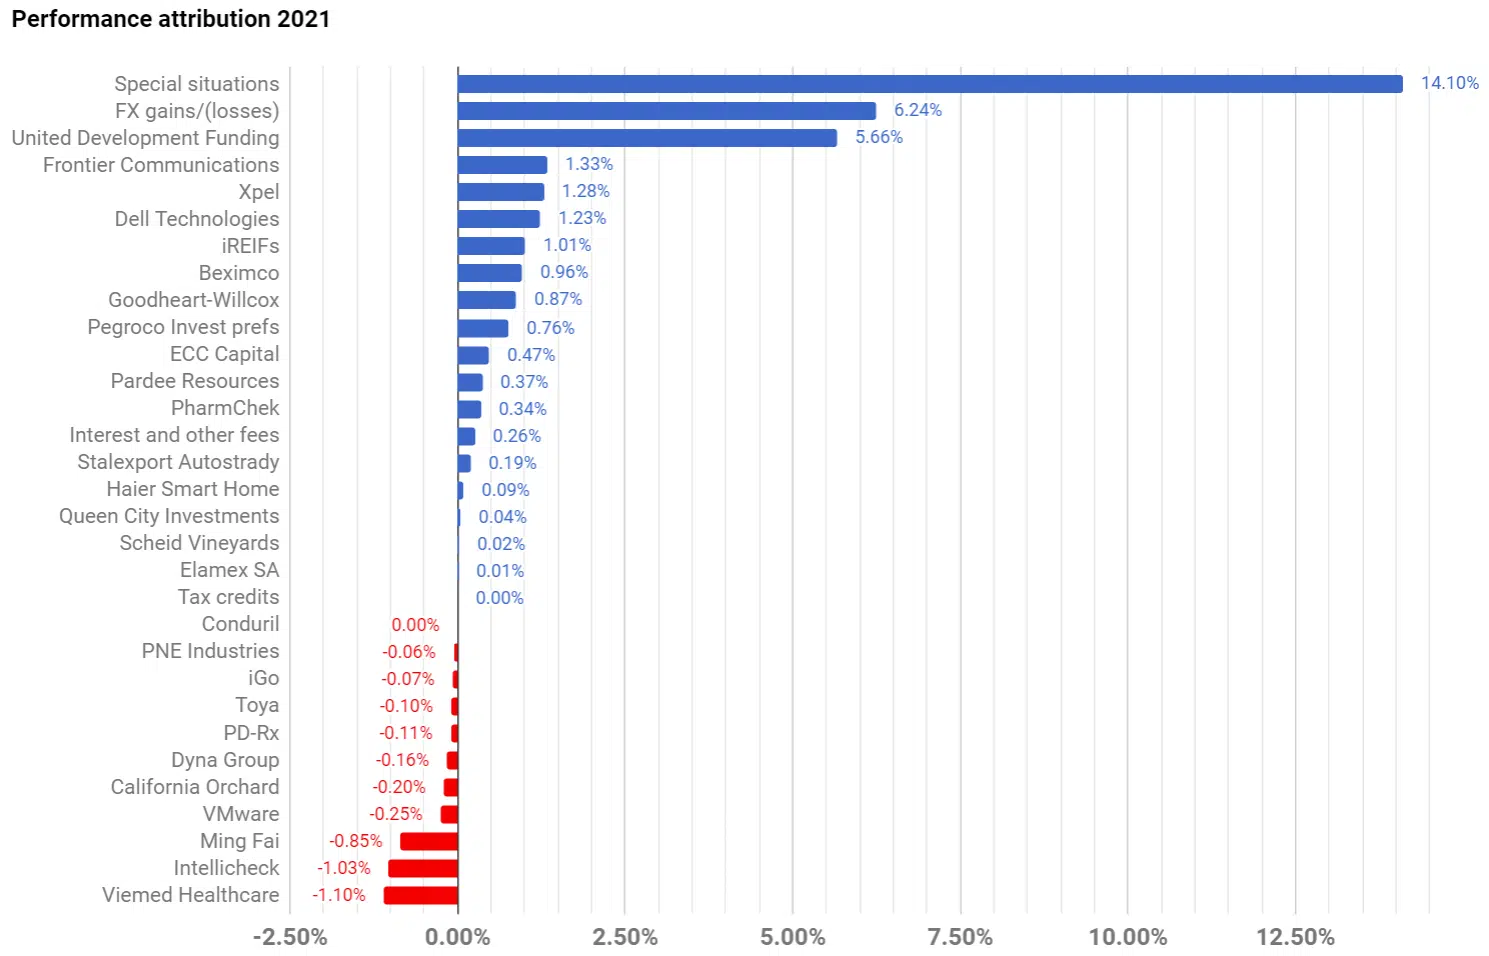 Performance attribution 2021
Special situations 14.10%
FX gains/(losses) 6.24%
United Development Funding 5.66%
Frontier Communications 1.33%
Xpel 1.28%
Dell Technologies 1.23%
iREIFs 1.01%
Beximco 0.96%
Goodheart-Willcox 0.87%
Pegroco Invest prefs 0.76%
ECC Capital 0.47%
Pardee Resources 0.37%
PharmChek 0.34%
Interest and other fees 0.26%
Stalexport Autostrady 0.19%
Haier Smart Home 0.09%
Queen City Investments 0.04%
Scheid Vineyards 0.02%
Elamex SA 0.01%
Tax credits 0.00%
Conduril 0.00%
PNE Industries -0.06%
iGo -0.07%
Toya -0.10%
PD-Rx -0.11%
Dyna Group -0.16%
California Orchard -0.20%
VMware -0.25%
Ming Fai -0.85%
Intellicheck -1.03%
Viemed Healthcare -1.10%
-2.50% 0.00% 2.50% 5.00% 7.50% 10.00% 12.50%